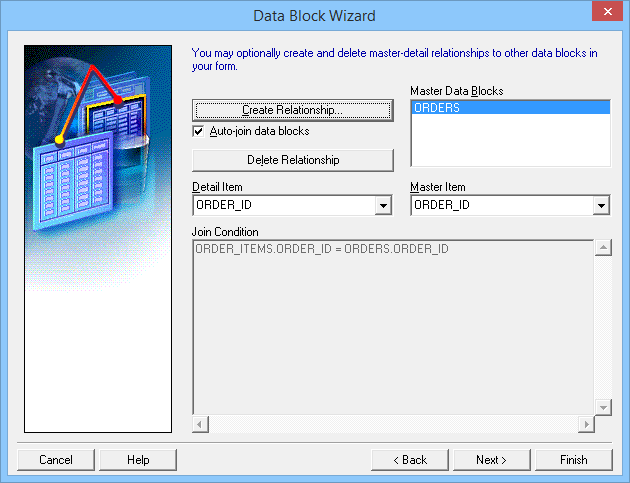 Data Block Wizard
You may optionally create and delete master-detail relationships to other data blocks in
your form.
Create Relationship...
Auto-join data blocks
Delete Relationship
Master Data Blocks
ORDERS
Detail Item
ORDER_ID
Master Item
ORDER_ID
Join Condition
ORDER_ITEMS.ORDER_ID = ORDERS.ORDER_ID
Cancel
Help
< Back
Next >
Finish